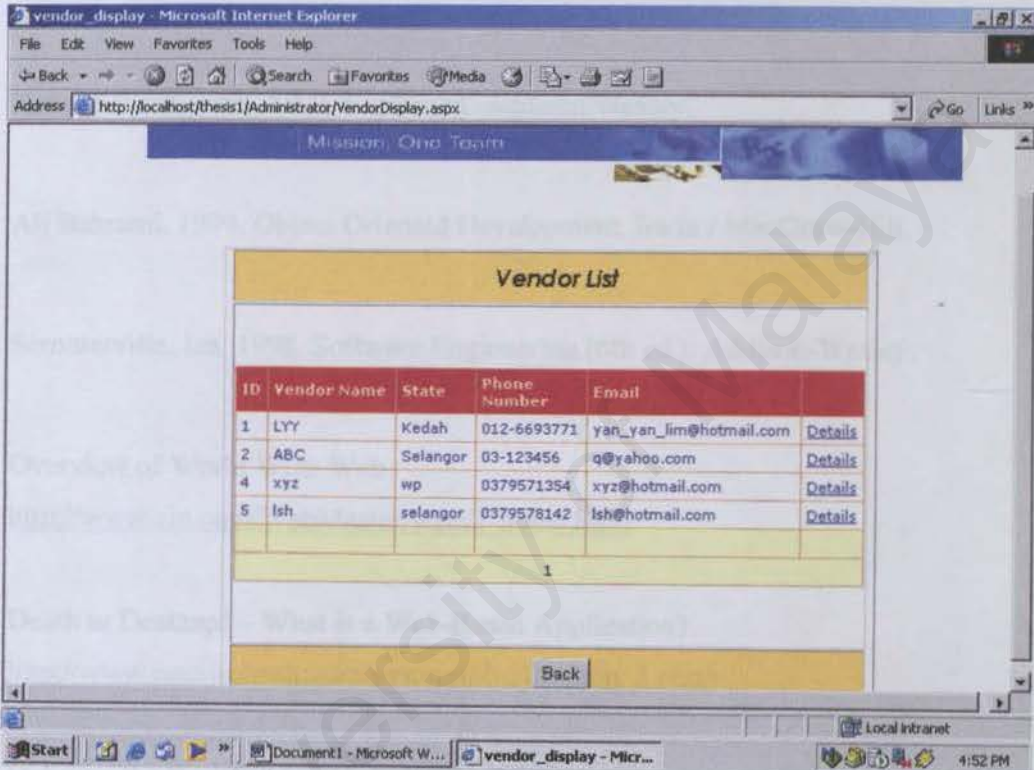 vendor_display - Microsoft Internet Explorer
File Edit View Favorites Tools Help
Back Search Favorites Media
Address http://localhost/thesis1/Administrator/VendorDisplay.aspx Go Links »
Mission, One Team
Vendor List
ID Vendor Name State Phone Number Email
1 LYY Kedah 012-6693771 yan_yan_lim@hotmail.com Details
2 ABC Selangor 03-123456 q@yahoo.com Details
4 xyz wp 0379571354 xyz@hotmail.com Details
5 lsh selangor 0379578142 lsh@hotmail.com Details
1
Back
Local intranet
Start » Document1 - Microsoft W... vendor_display - Micr... 4:52 PM